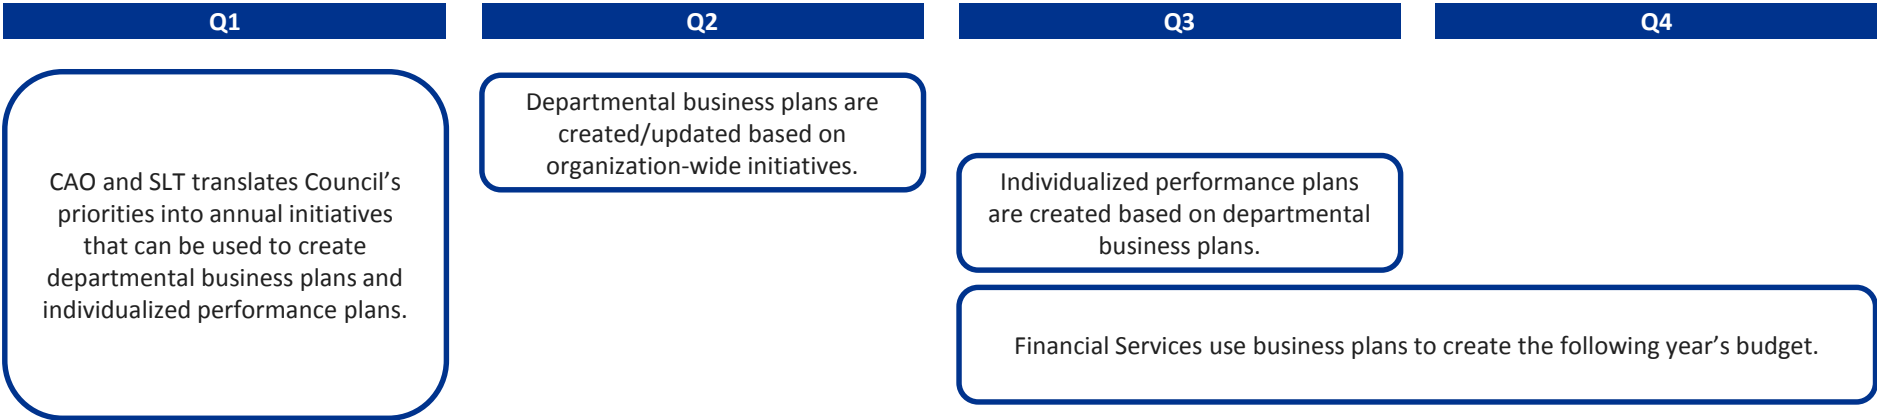 Q1
Q2
Q3
Q4
CAO and SLT translates Council’s
priorities into annual initiatives
that can be used to create
departmental business plans and
individualized performance plans.
Departmental business plans are
created/updated based on
organization-wide initiatives.
Individualized performance plans
are created based on departmental
business plans.
Financial Services use business plans to create the following year’s budget.